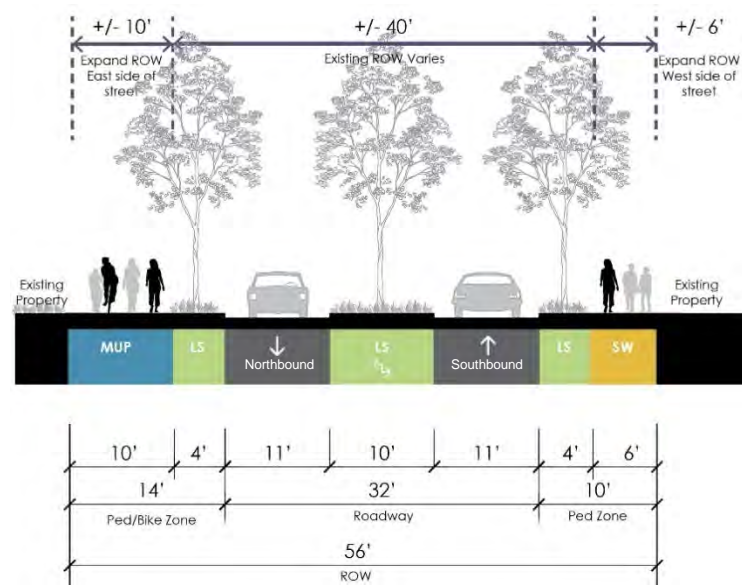 +/- 10’
+/- 40’
+/- 6’
Expand ROW
East side of
street
Existing ROW Varies
Expand ROW
West side of
street
Existing
Property
Existing
Property
MUP
LS
Northbound
LS
Southbound
LS
SW
10’
4’
11’
10’
11’
4’
6’
14’
32’
10’
Ped/Bike Zone
Roadway
Ped Zone
56’
ROW